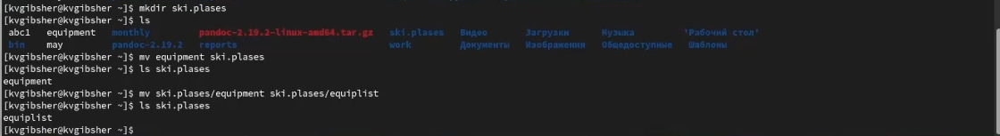 [kvgibsher@kvgibsher ~]$ mkdir ski.plases
[kvgibsher@kvgibsher ~]$ ls
abc1 equipment monthly pandoc-2.19.2-linux-amd64.tar.gz ski.plases Видео Загрузки Музыка 'Рабочий стол'
bin may pandoc-2.19.2 reports work Документы Изображения Общедоступные Шаблоны
[kvgibsher@kvgibsher ~]$ mv equipment ski.plases
[kvgibsher@kvgibsher ~]$ ls ski.plases
equipment
[kvgibsher@kvgibsher ~]$ mv ski.plases/equipment ski.plases/equiplist
[kvgibsher@kvgibsher ~]$ ls ski.plases
equiplist
[kvgibsher@kvgibsher ~]$